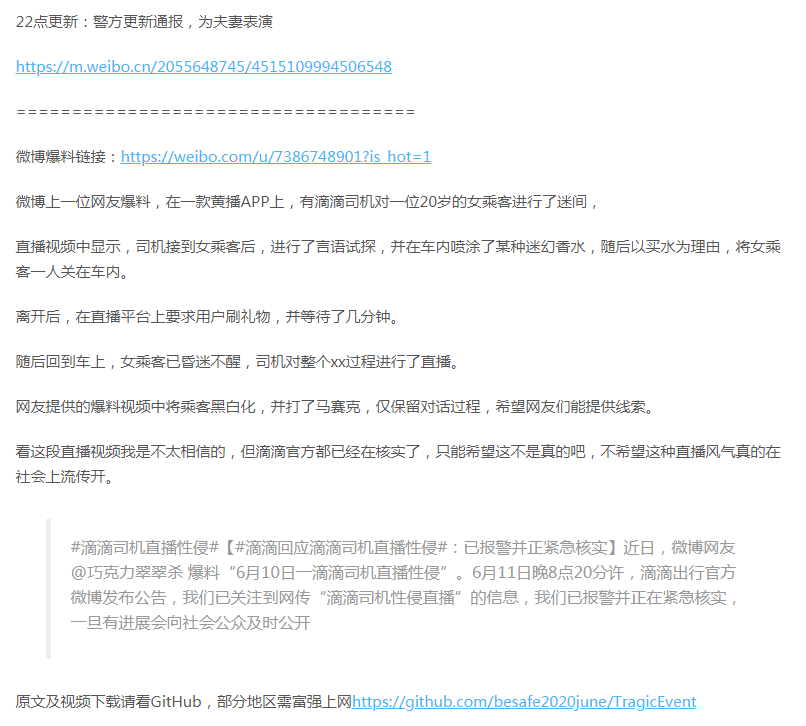 22点更新：警方更新通报，为夫妻表演
https://m.weibo.cn/2055648745/4515109994506548
====================================
微博爆料链接：https://weibo.com/u/7386748901?is_hot=1
微博上一位网友爆料，在一款黄播APP上，有滴滴司机对一位20岁的女乘客进行了迷间，
直播视频中显示，司机接到女乘客后，进行了言语试探，并在车内喷涂了某种迷幻香水，随后以买水为理由，将女乘
客一人关在车内。
离开后，在直播平台上要求用户刷礼物，并等待了几分钟。
随后回到车上，女乘客已昏迷不醒，司机对整个xx过程进行了直播。
网友提供的爆料视频中将乘客黑白化，并打了马赛克，仅保留对话过程，希望网友们能提供线索。
看这段直播视频我是不太相信的，但滴滴官方都已经在核实了，只能希望这不是真的吧，不希望这种直播风气真的在
社会上流传开。
#滴滴司机直播性侵#【#滴滴回应滴滴司机直播性侵#：已报警并正紧急核实】近日，微博网友
@巧克力翠翠杀 爆料“6月10日一滴滴司机直播性侵”。6月11日晚8点20分许，滴滴出行官方
微博发布公告，我们已关注到网传“滴滴司机性侵直播”的信息，我们已报警并正在紧急核实，
一旦有进展会向社会公众及时公开
原文及视频下载请看GitHub，部分地区需富强上网https://github.com/besafe2020june/TragicEvent